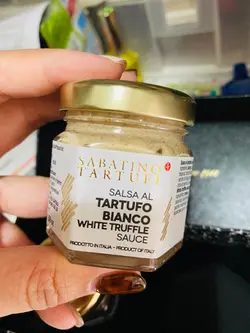 SABATINO
TARTUFI
SALSA AL
TARTUFO
BIANCO
WHITE TRUFFLE
SAUCE
PRODOTTO IN ITALIA - PRODUCT OF ITALY